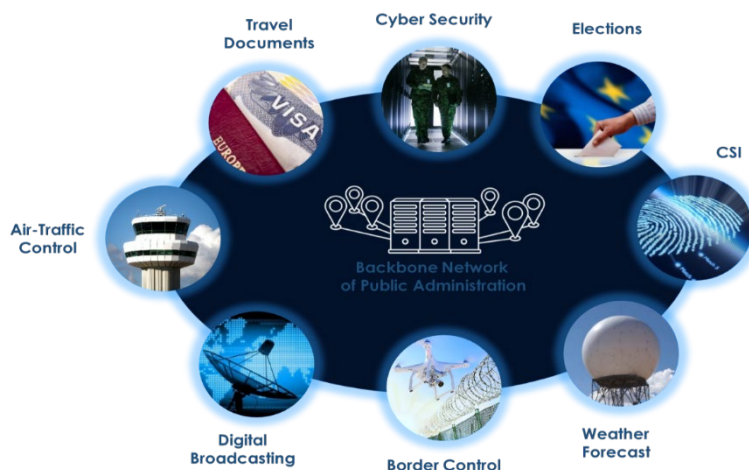 Travel
Documents
Cyber Security
Elections
CSI
VISA
Air-Traffic
Control
Backbone Network
of Public Administration
Digital
Broadcasting
Border Control
Weather
Forecast